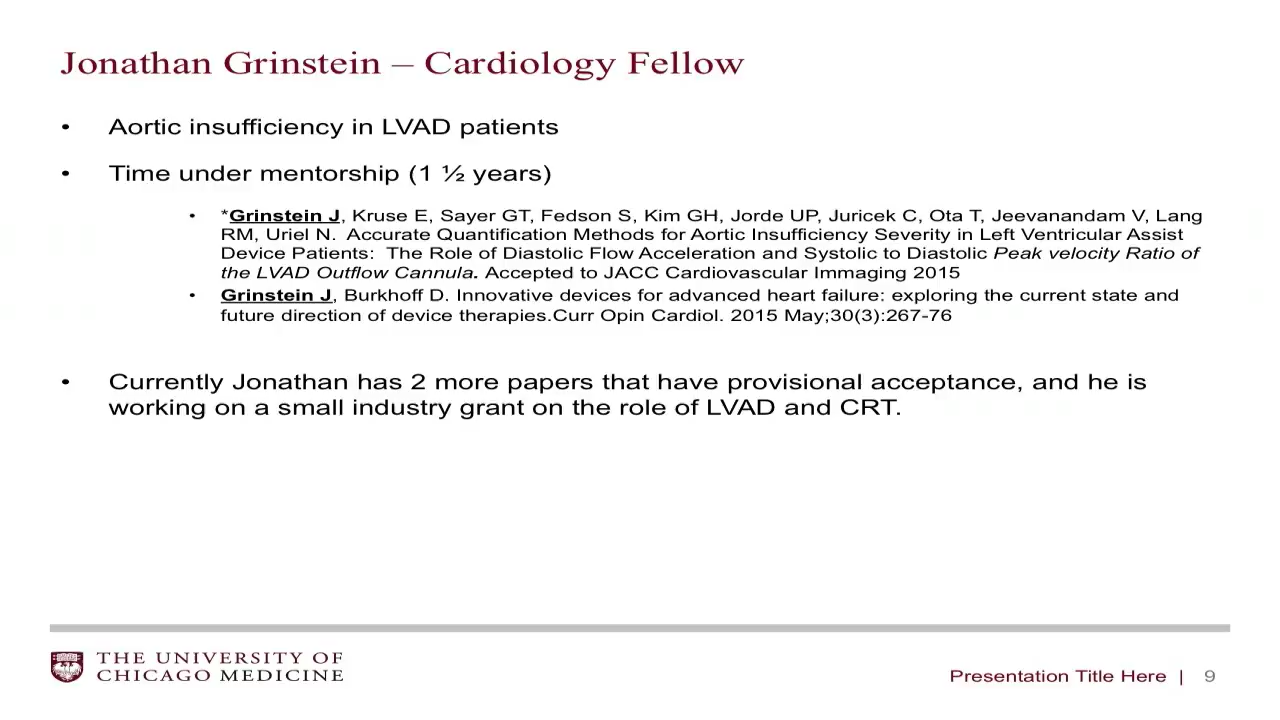 Jonathan Grinstein – Cardiology Fellow
• Aortic insufficiency in LVAD patients
• Time under mentorship (1 ½ years)
• *Grinstein J, Kruse E, Sayer GT, Fedson S, Kim GH, Jorde UP, Juricek C, Ota T, Jeevanandam V, Lang
RM, Uriel N.  Accurate Quantification Methods for Aortic Insufficiency Severity in Left Ventricular Assist
Device Patients:  The Role of Diastolic Flow Acceleration and Systolic to Diastolic Peak velocity Ratio of
the LVAD Outflow Cannula. Accepted to JACC Cardiovascular Immaging 2015
• Grinstein J, Burkhoff D. Innovative devices for advanced heart failure: exploring the current state and
future direction of device therapies.Curr Opin Cardiol. 2015 May;30(3):267-76
• Currently Jonathan has 2 more papers that have provisional acceptance, and he is
working on a small industry grant on the role of LVAD and CRT.
THE UNIVERSITY OF
CHICAGO MEDICINE
Presentation Title Here | 9